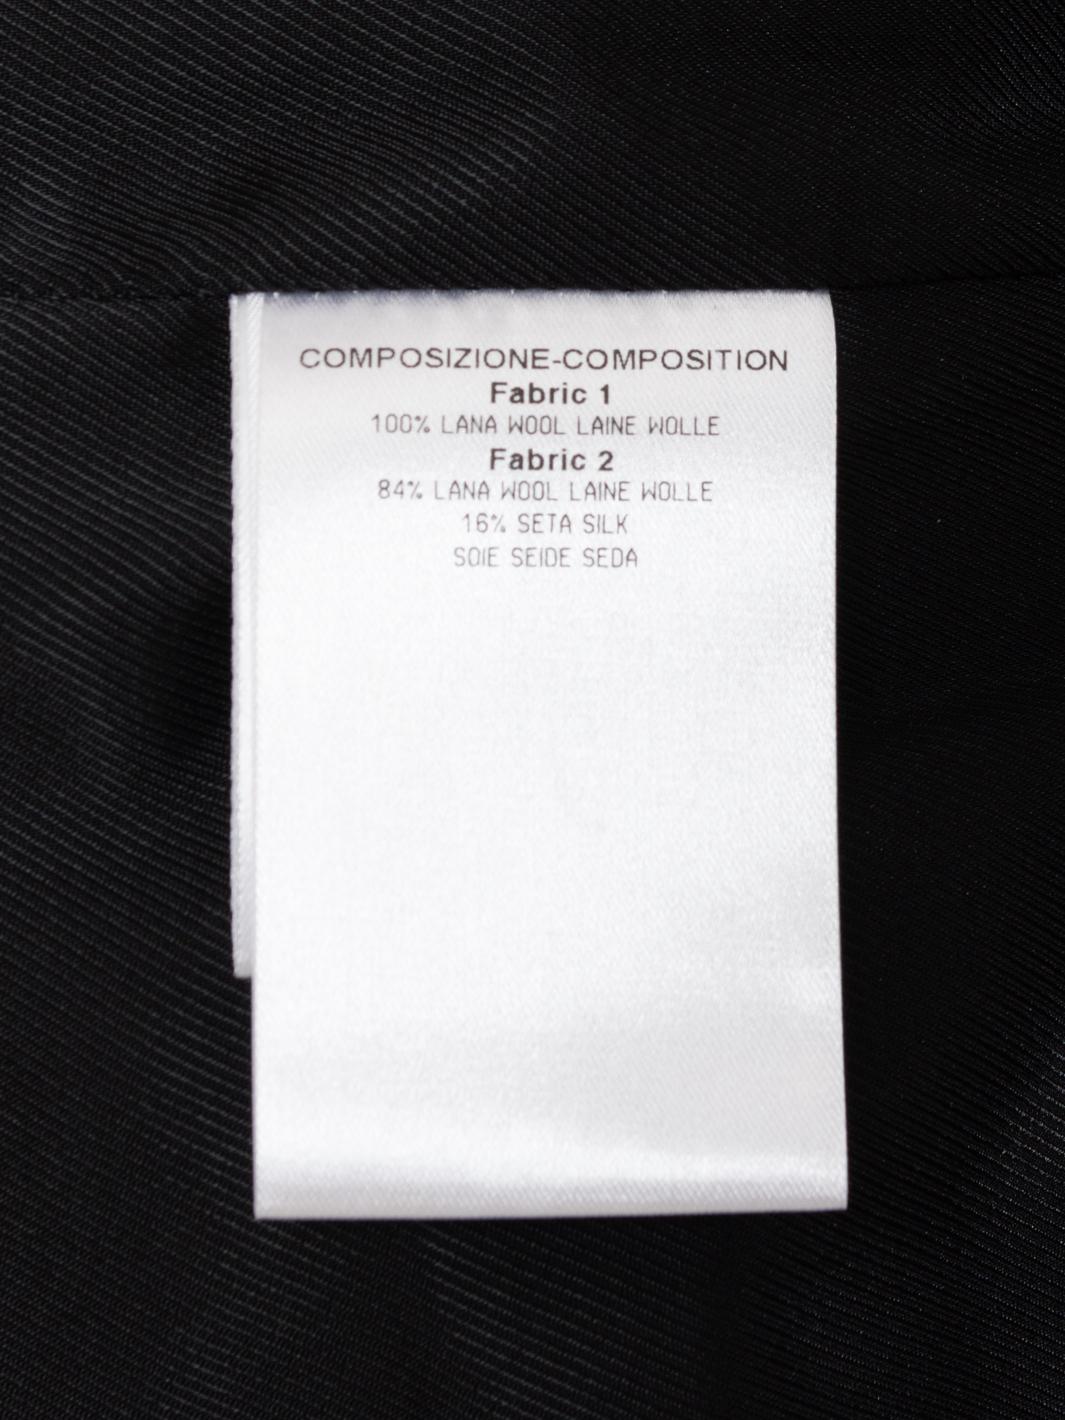 COMPOSIZIONE-COMPOSITION
Fabric 1
100% LANA WOOL LAINE WOLLE
Fabric 2
84% LANA WOOL LAINE WOLLE
16% SETA SILK
SOIE SEIDE SEDA